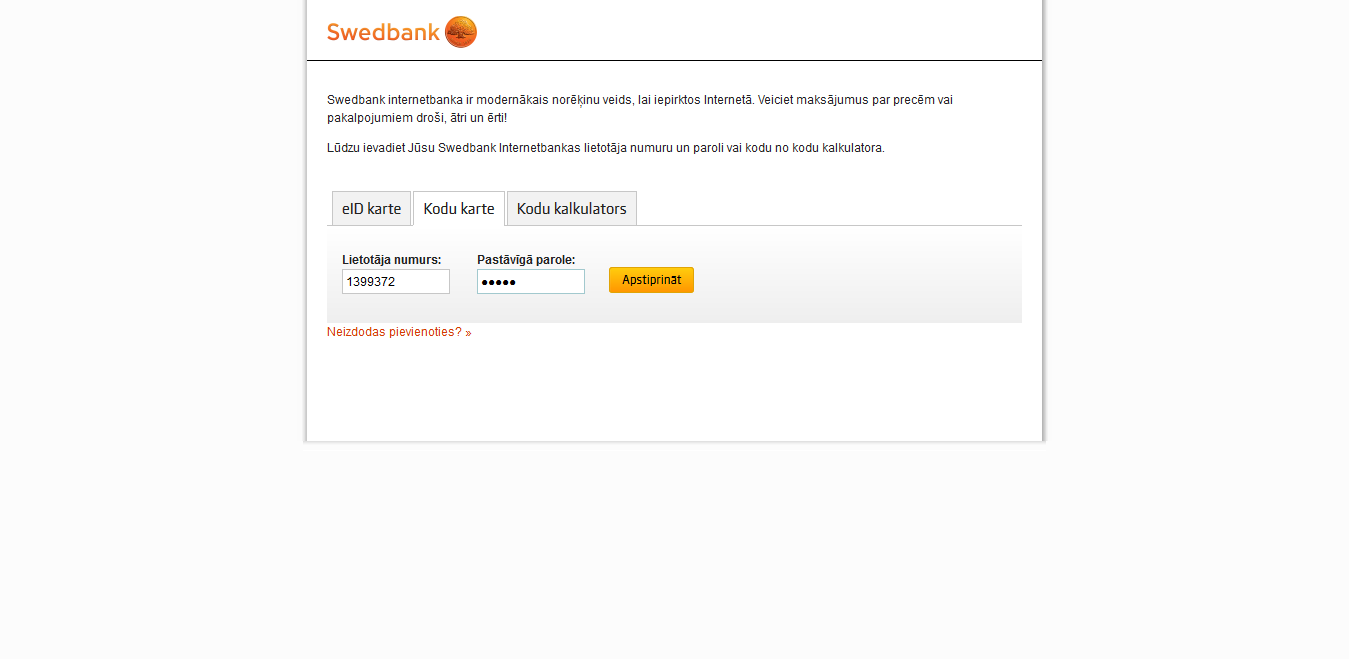 Swedbank
Swedbank internetbanka ir modernākais norēķinu veids, lai iepirktos Internetā. Veiciet maksājumus par precēm vai
pakalpojumiem droši, ātri un ērti!
Lūdzu ievadiet Jūsu Swedbank Internetbankas lietotāja numuru un paroli vai kodu no kodu kalkulatora.
eID karte Kodu karte Kodu kalkulators
Lietotāja numurs: Pastāvīgā parole:
1399372 ●●●●● Apstiprināt
Neizdodas pievienoties? »